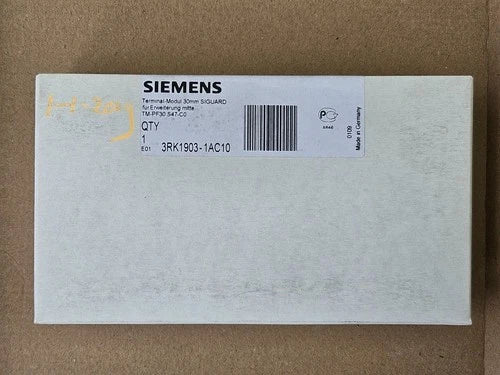 SIEMENS
Terminal-Modul 30mm SIGUARD
für Erweiterung mitte
TM-PF30 S47-C0
QTY
1
E01 3RK1903-1AC10
0109
Made in Germany